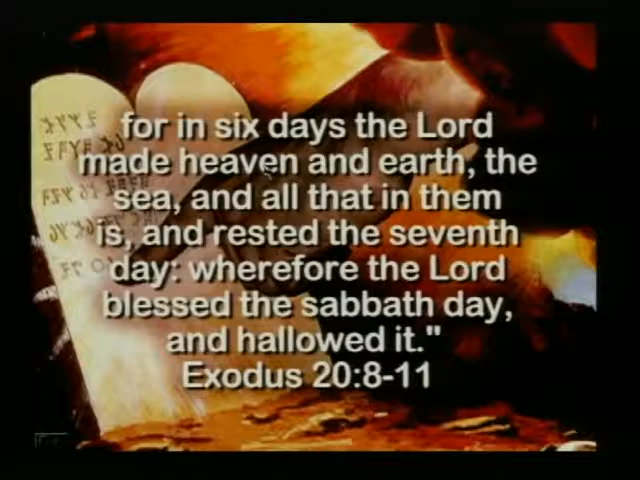 for in six days the Lord
made heaven and earth, the
sea, and all that in them
is, and rested the seventh
day: wherefore the Lord
blessed the sabbath day,
and hallowed it."
Exodus 20:8-11